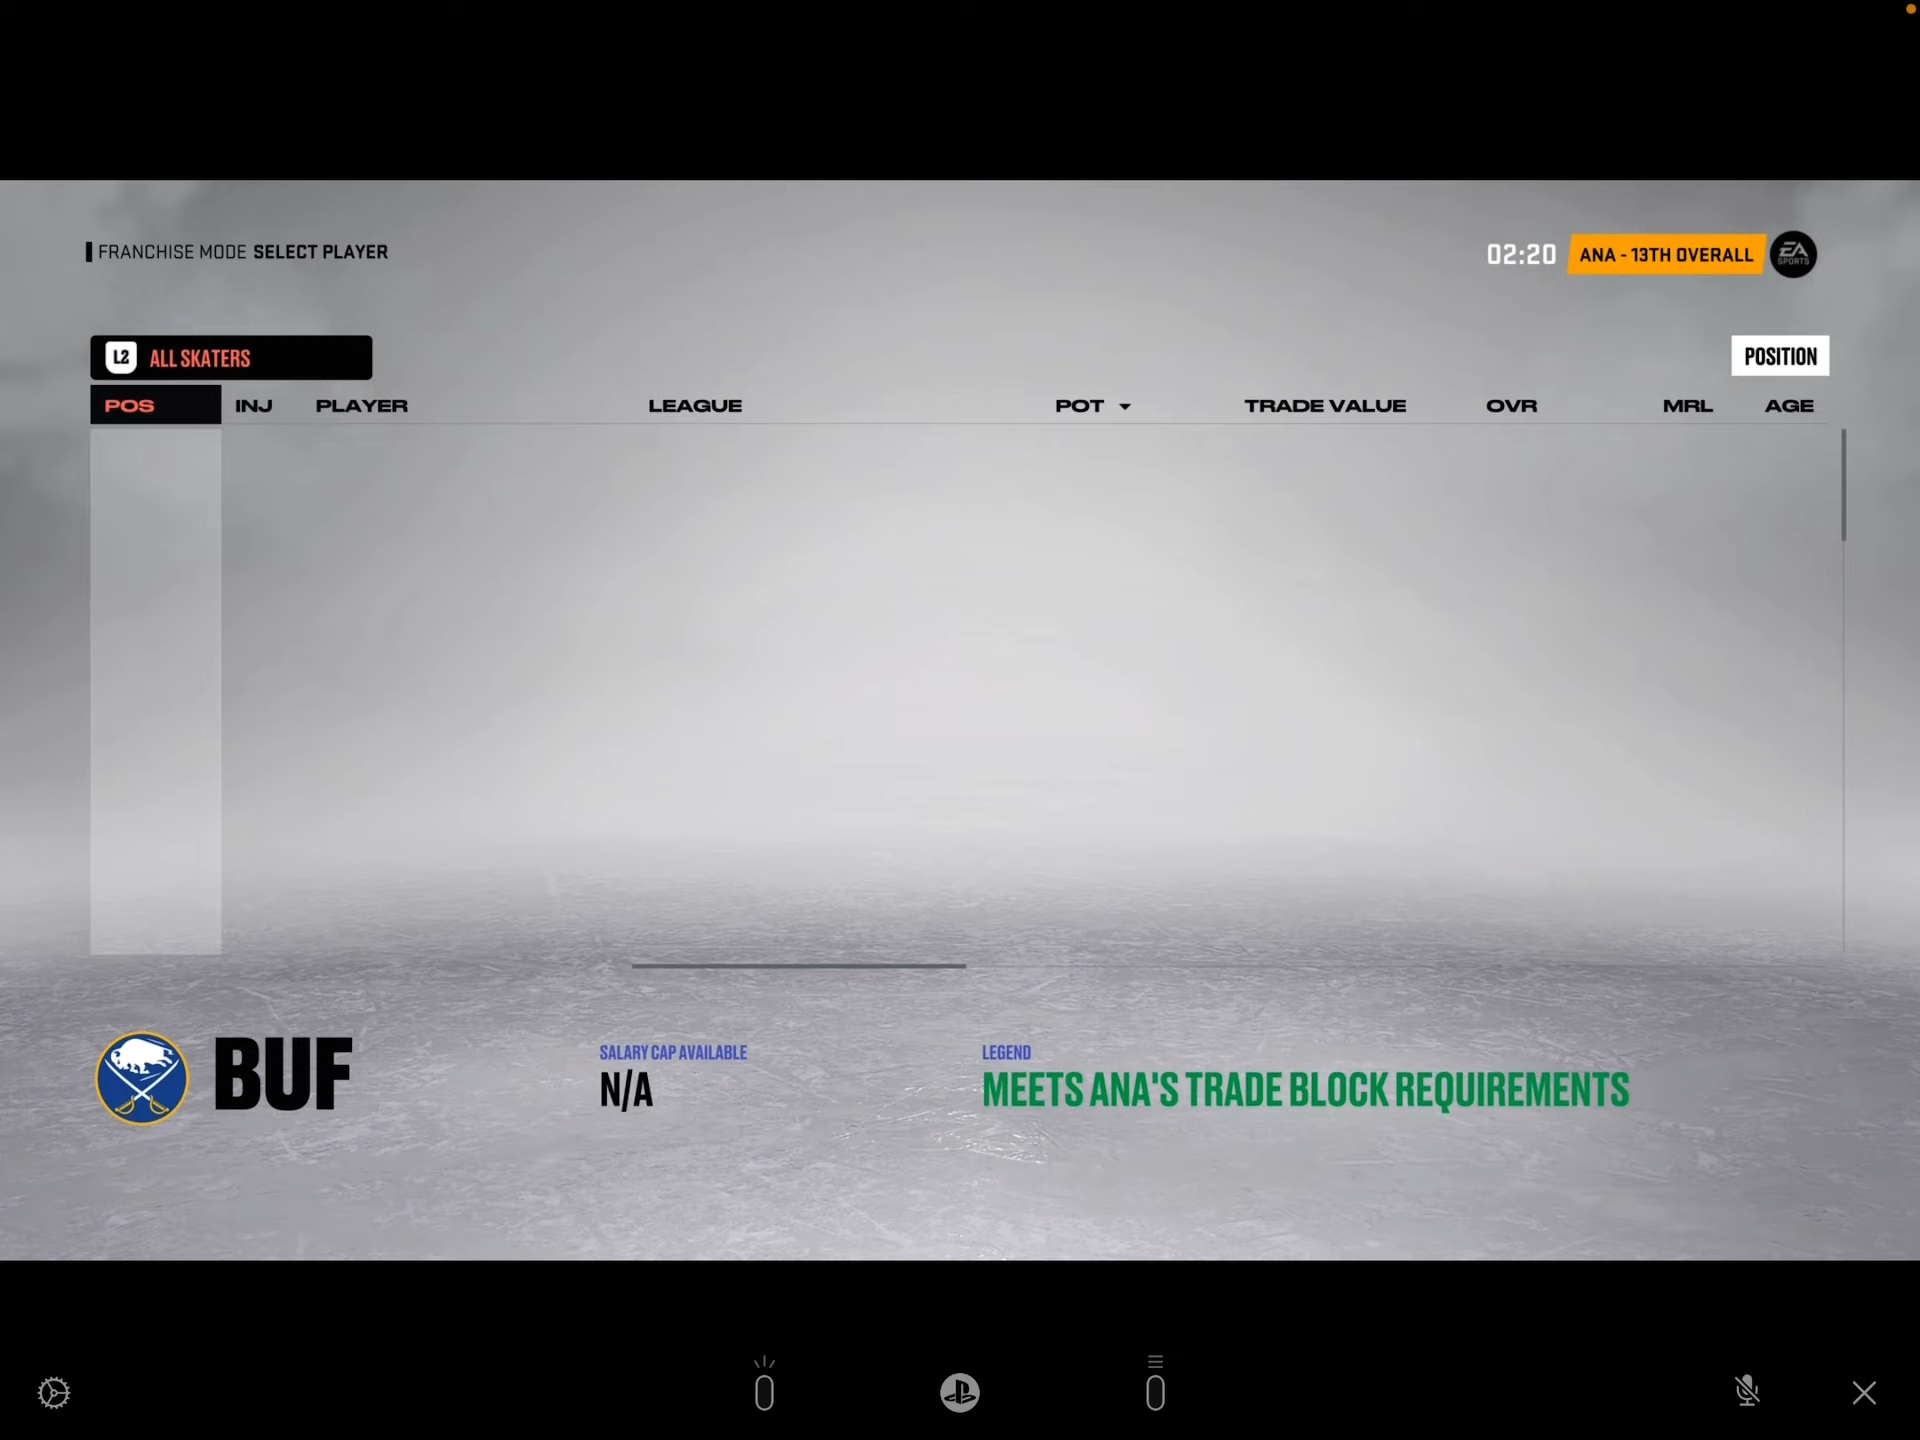 FRANCHISE MODE SELECT PLAYER
02:20 ANA - 13TH OVERALL EA SPORTS
L2 ALL SKATERS
POSITION
POS INJ PLAYER LEAGUE POT TRADE VALUE OVR MRL AGE
BUF
SALARY CAP AVAILABLE
N/A
LEGEND
MEETS ANA'S TRADE BLOCK REQUIREMENTS